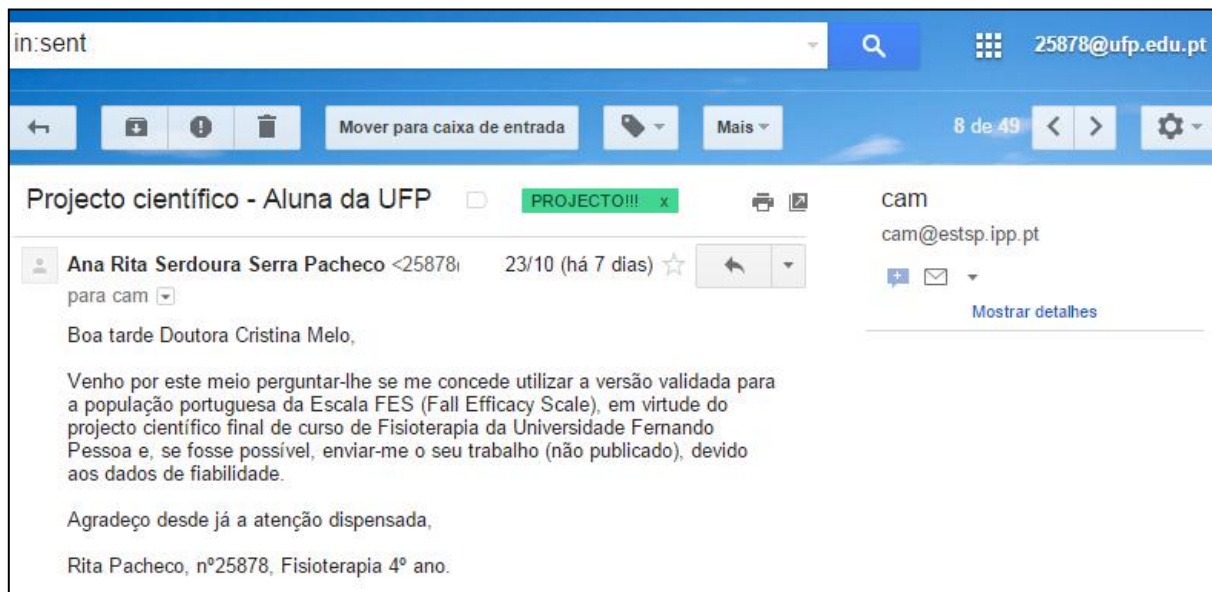 in:sent
25878@ufp.edu.pt
Mover para caixa de entrada
Mais
8 de 49
Projecto científico - Aluna da UFP
PROJECTO!!! x
cam
cam@estsp.ipp.pt
Mostrar detalhes
Ana Rita Serdoura Serra Pacheco <25878
23/10 (há 7 dias)
para cam
Boa tarde Doutora Cristina Melo,
Venho por este meio perguntar-lhe se me concede utilizar a versão validada para
a população portuguesa da Escala FES (Fall Efficacy Scale), em virtude do
projecto científico final de curso de Fisioterapia da Universidade Fernando
Pessoa e, se fosse possível, enviar-me o seu trabalho (não publicado), devido
aos dados de fiabilidade.
Agradeço desde já a atenção dispensada,
Rita Pacheco, nº25878, Fisioterapia 4º ano.